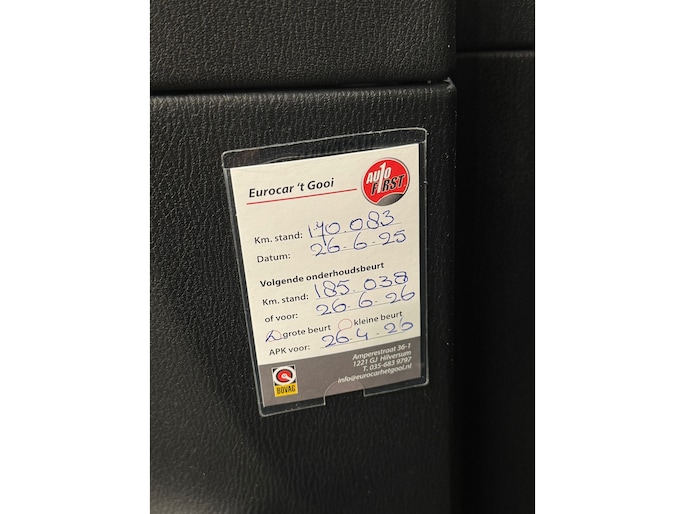 Eurocar 't Gooi
AUTO FIRST
Km. stand: 170.083
Datum: 26.6.25
Volgende onderhoudsbeurt
Km. stand: 185.038
of voor: 26.6.26
grote beurt kleine beurt
APK voor: 26.4.26
Amperestraat 36-1
1221 GJ Hilversum
T. 035-683 9797
info@eurocarhetgooi.nl
BOVAG